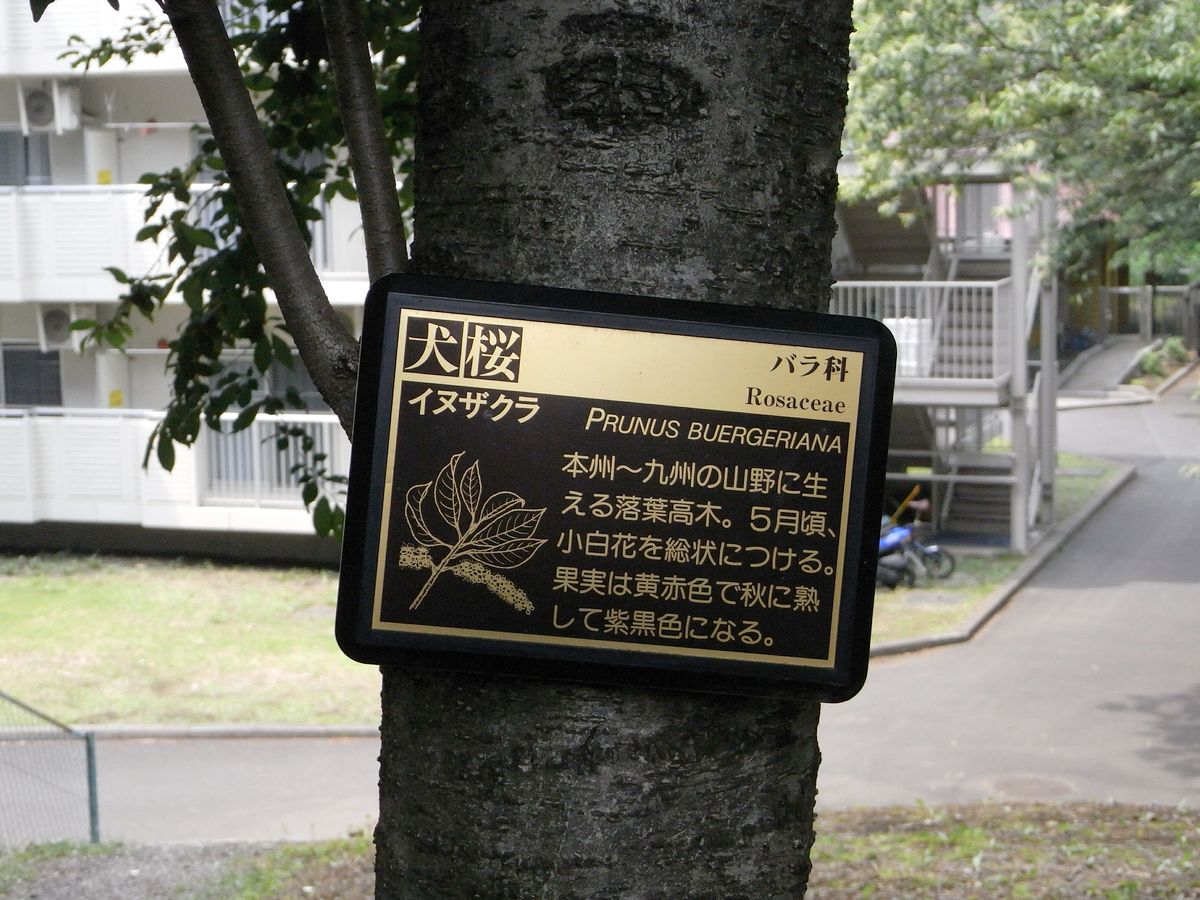 犬桜
バラ科
Rosaceae
イヌザクラ
PRUNUS BUERGERIANA
本州〜九州の山野に生
える落葉高木。5月頃、
小白花を総状につける。
果実は黄赤色で秋に熟
して紫黒色になる。